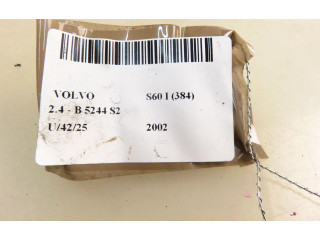 VOLVO S60 I (384)
2.4 - B 5244 S2
U/42/25 2002